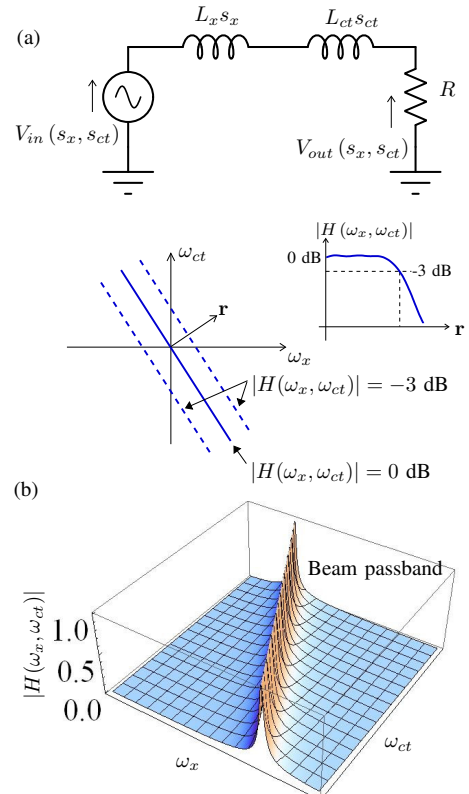 (a)
L_x s_x
L_ct s_ct
R
V_in (s_x, s_ct)
V_out (s_x, s_ct)
ω_ct
r
ω_x
|H(ω_x, ω_ct)| = −3 dB
|H(ω_x, ω_ct)| = 0 dB
|H (ω_x, ω_ct)|
0 dB
-3 dB
r
(b)
Beam passband
|H(ω_x, ω_ct)|
1.0
0.5
0.0
ω_x
ω_ct